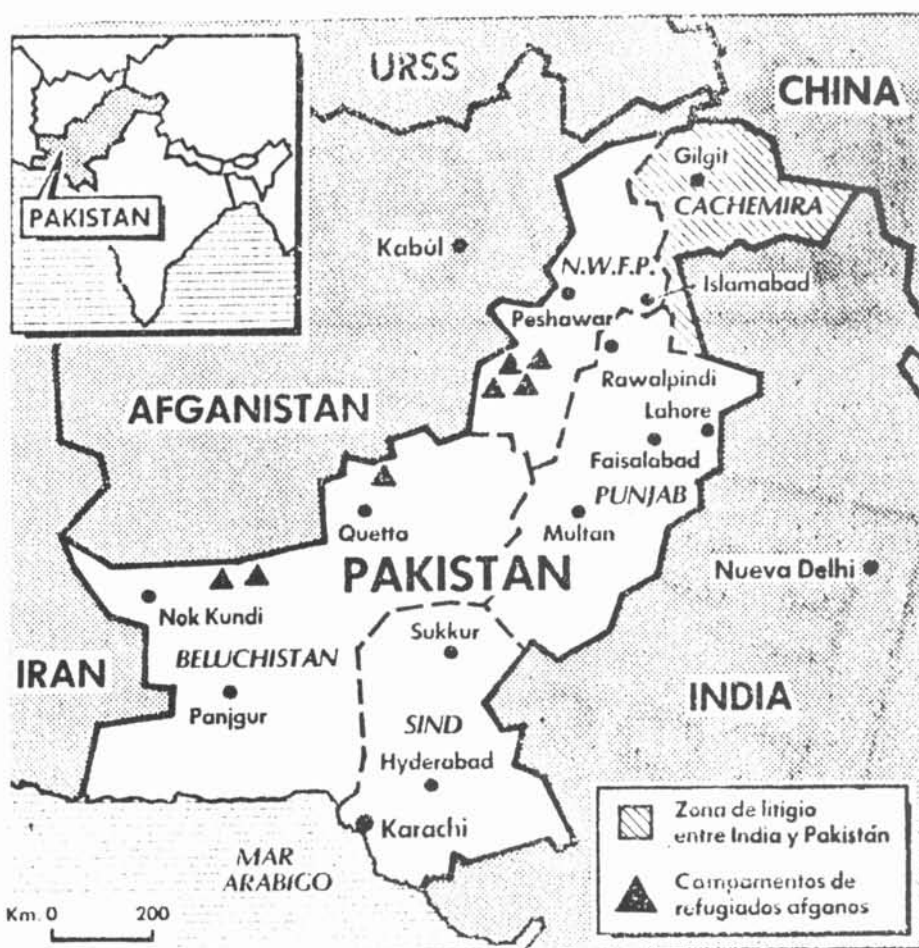 URSS
CHINA
PAKISTAN
Gilgit
CACHEMIRA
Kabúl
N.W.F.P.
Islamabad
Peshawar
Rawalpindi
AFGANISTAN
Lahore
Faisalabad
PUNJAB
Quetta
Multan
PAKISTAN
Nueva Delhi
Nok Kundi
Sukkur
BELUCHISTAN
IRAN
Panjgur
INDIA
SIND
Hyderabad
Karachi
MAR
ARABIGO
Km. 0 200
Zona de litigio
entre India y Pakistán
Campamentos de
refugiados afganos